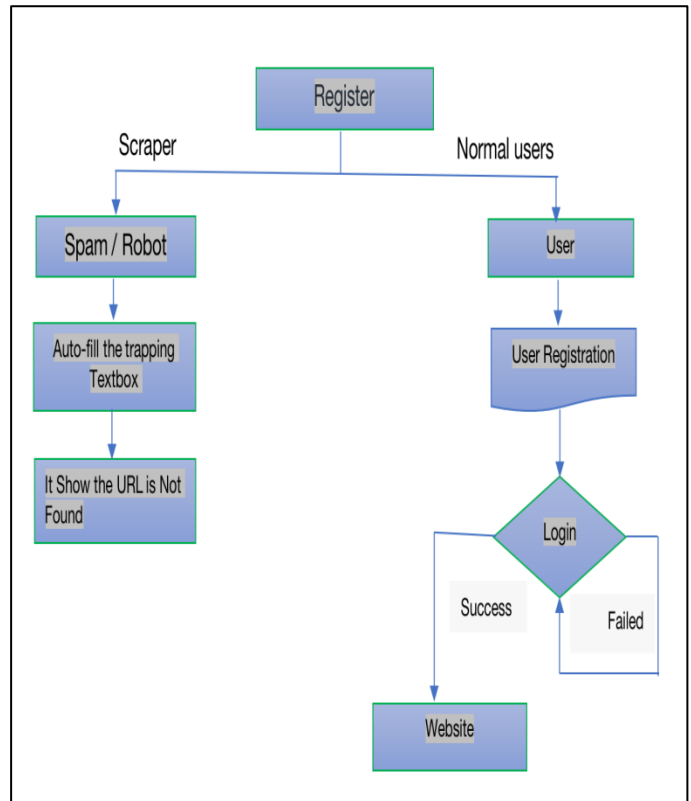 Register
Scraper
Normal users
Spam / Robot
User
Auto-fill the trapping
Textbox
User Registration
It Show the URL is Not
Found
Login
Success
Failed
Website